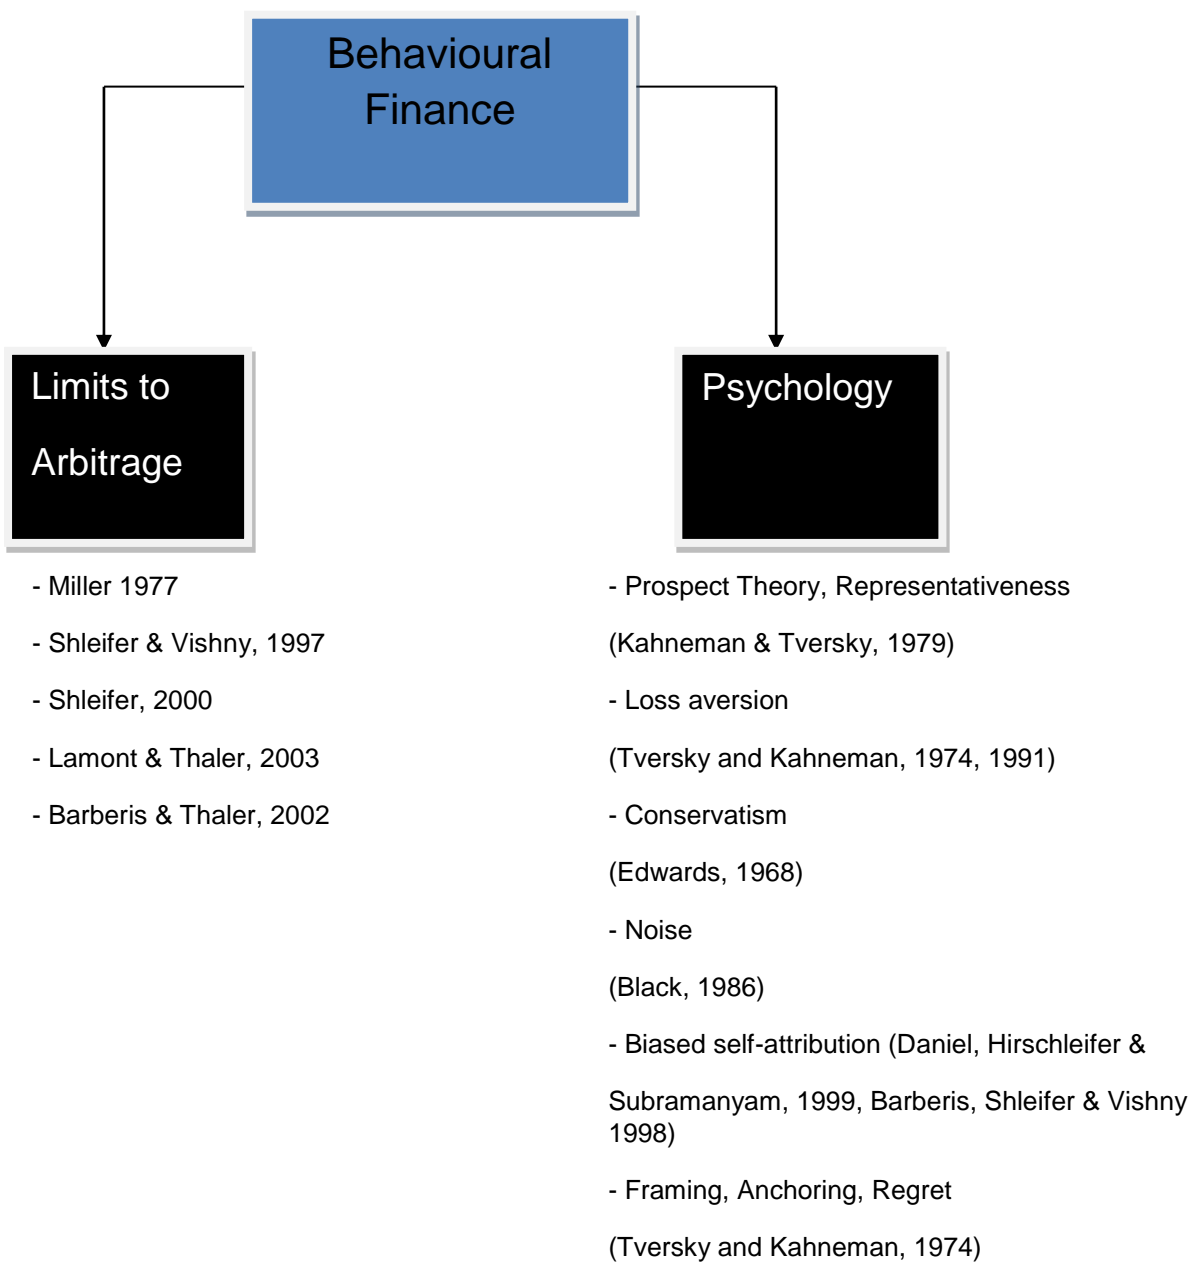 Behavioural
Finance
Limits to
Arbitrage
Psychology
- Miller 1977
- Shleifer & Vishny, 1997
- Shleifer, 2000
- Lamont & Thaler, 2003
- Barberis & Thaler, 2002
- Prospect Theory, Representativeness
(Kahneman & Tversky, 1979)
- Loss aversion
(Tversky and Kahneman, 1974, 1991)
- Conservatism
(Edwards, 1968)
- Noise
(Black, 1986)
- Biased self-attribution (Daniel, Hirschleifer &
Subramanyam, 1999, Barberis, Shleifer & Vishny
1998)
- Framing, Anchoring, Regret
(Tversky and Kahneman, 1974)